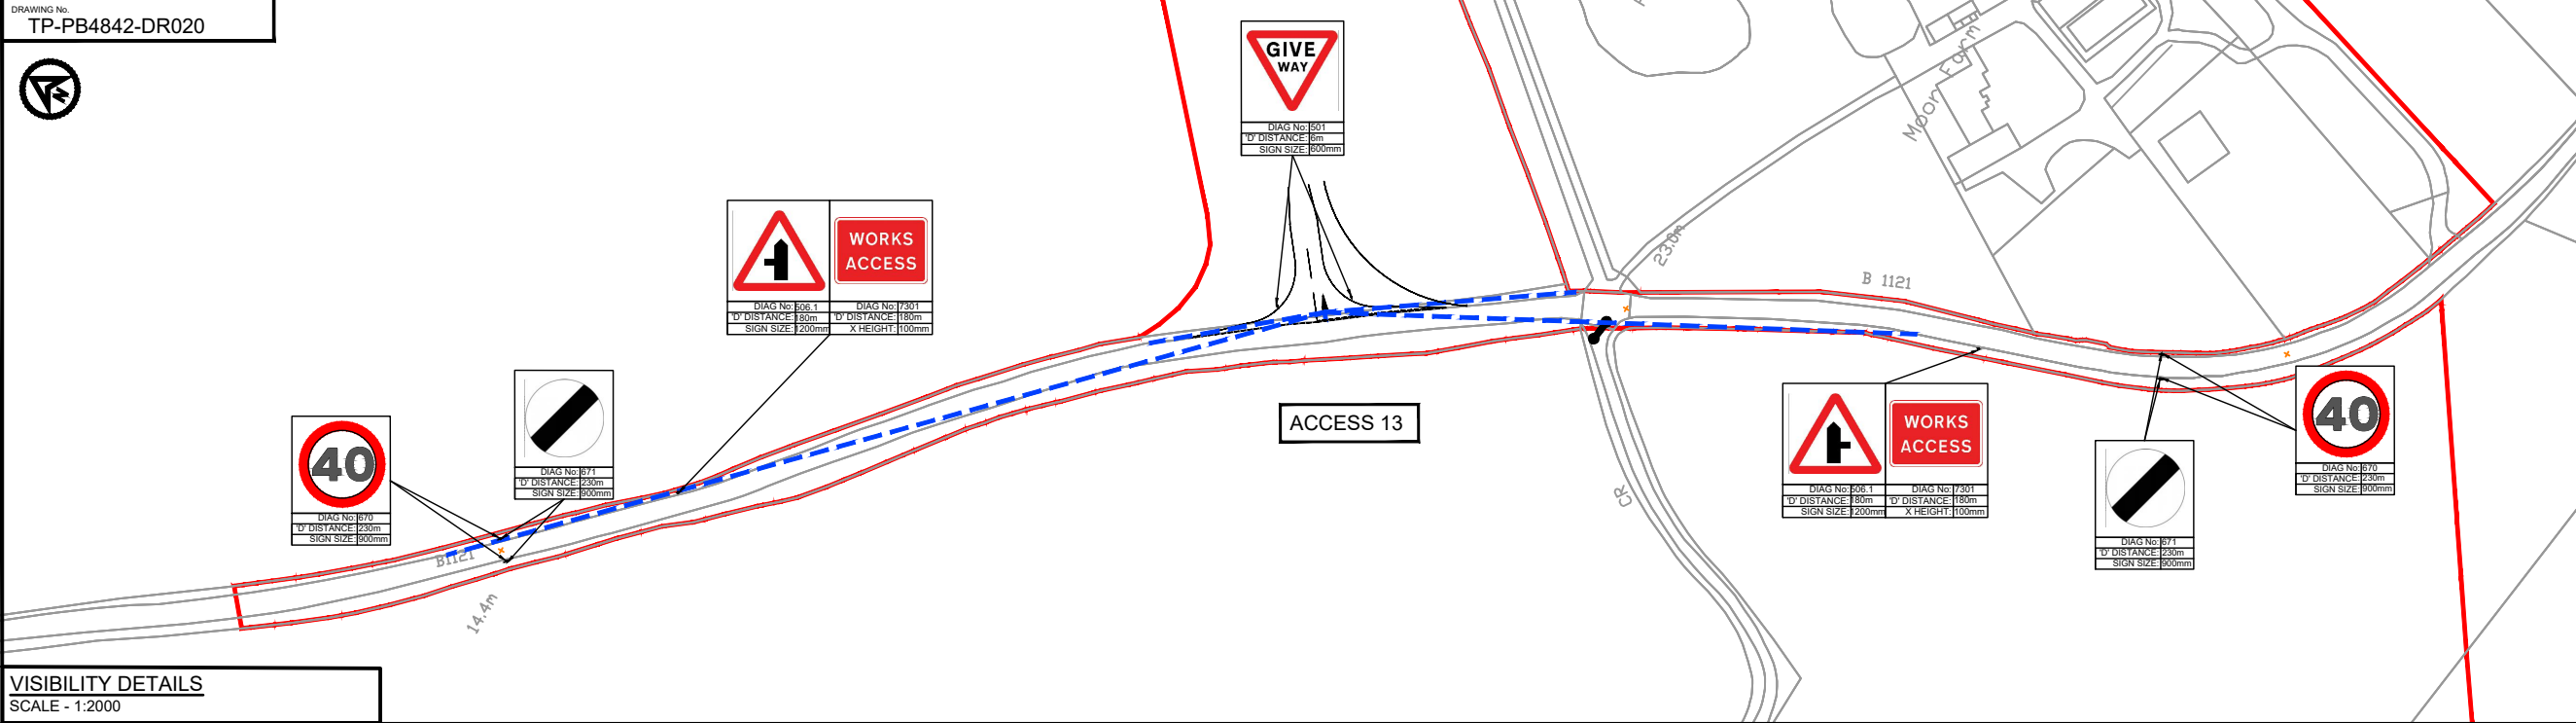 DRAWING No.
TP-PB4842-DR020
GIVE
WAY
DIAG No: 501
'D' DISTANCE: 6m
SIGN SIZE: 600mm
Moor Farm
23.0m
B 1121
WORKS
ACCESS
DIAG No: 506.1 DIAG No: 7301
'D' DISTANCE: 180m 'D' DISTANCE: 180m
SIGN SIZE: 1200mm X HEIGHT: 100mm
DIAG No: 671
'D' DISTANCE: 230m
SIGN SIZE: 900mm
40
DIAG No: 670
'D' DISTANCE: 230m
SIGN SIZE: 900mm
B1121
14.4m
ACCESS 13
CR
WORKS
ACCESS
DIAG No: 506.1 DIAG No: 7301
'D' DISTANCE: 180m 'D' DISTANCE: 180m
SIGN SIZE: 1200mm X HEIGHT: 100mm
40
DIAG No: 670
'D' DISTANCE: 230m
SIGN SIZE: 900mm
DIAG No: 671
'D' DISTANCE: 230m
SIGN SIZE: 900mm
VISIBILITY DETAILS
SCALE - 1:2000